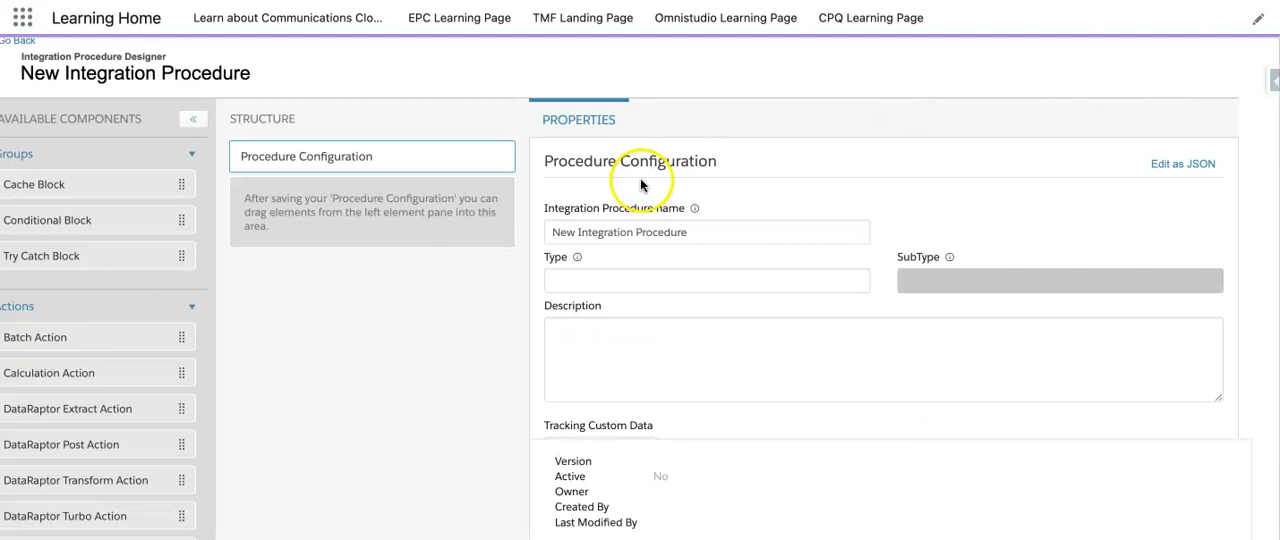 Learning Home
Learn about Communications Clo...
EPC Learning Page
TMF Landing Page
Omnistudio Learning Page
CPQ Learning Page
Go Back
Integration Procedure Designer
New Integration Procedure
AVAILABLE COMPONENTS
Groups
Cache Block
Conditional Block
Try Catch Block
Actions
Batch Action
Calculation Action
DataRaptor Extract Action
DataRaptor Post Action
DataRaptor Transform Action
DataRaptor Turbo Action
STRUCTURE
Procedure Configuration
After saving your 'Procedure Configuration' you can
drag elements from the left element pane into this
area.
PROPERTIES
Procedure Configuration
Edit as JSON
Integration Procedure name
New Integration Procedure
Type
SubType
Description
Tracking Custom Data
Version
Active No
Owner
Created By
Last Modified By